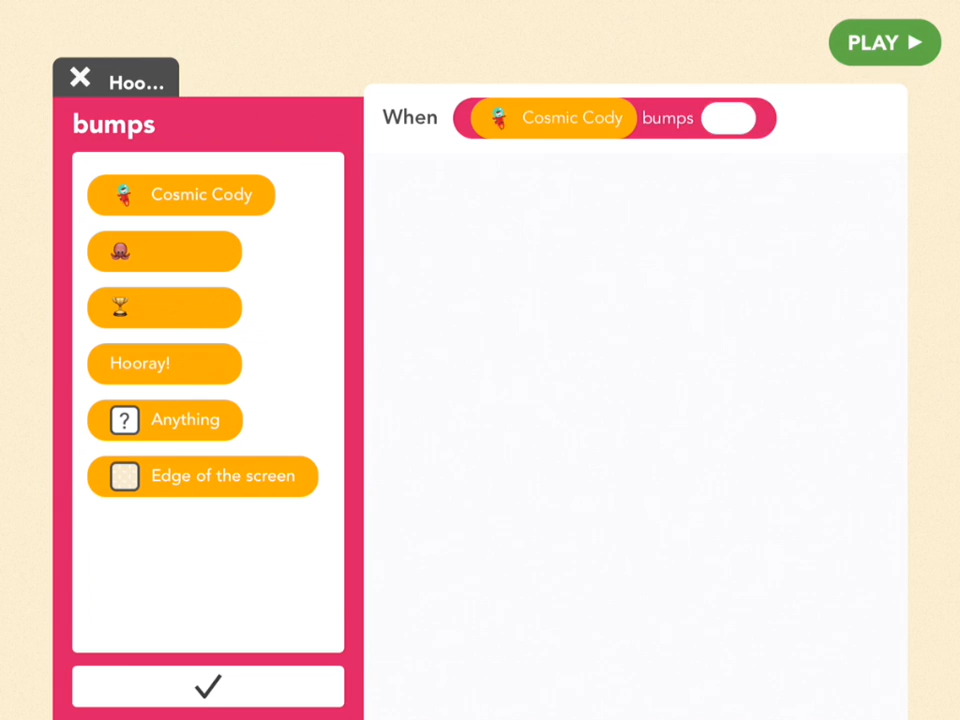 PLAY
Hoo...
bumps
When Cosmic Cody bumps
Cosmic Cody
Hooray!
? Anything
Edge of the screen